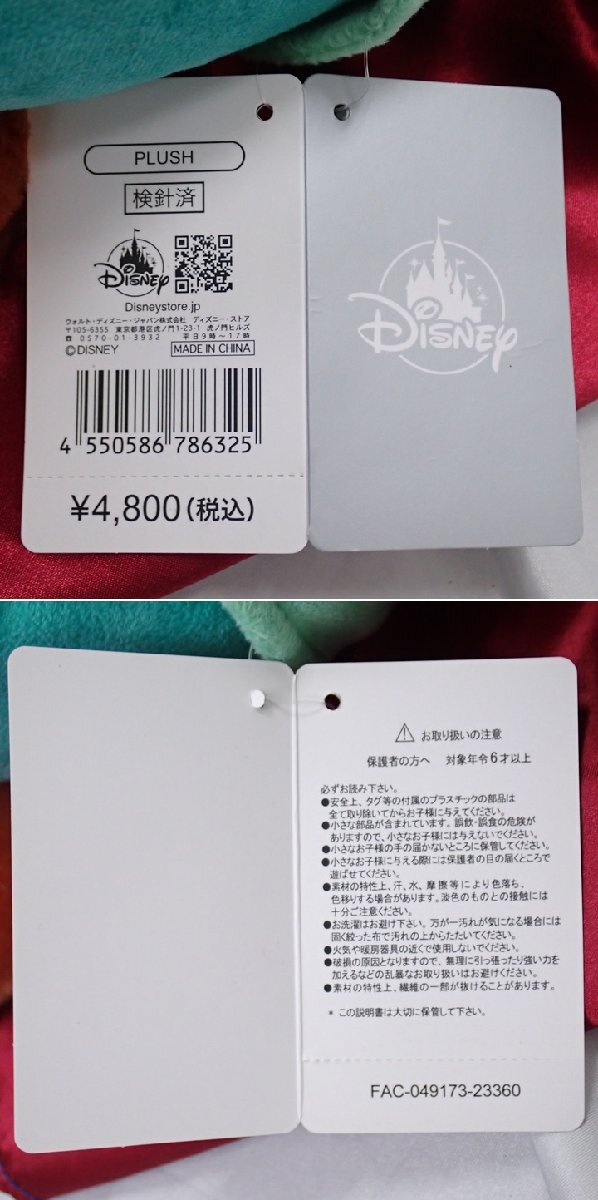 PLUSH
検針済
Disney
Disneystore.jp
ウォルト・ディズニー・ジャパン株式会社 ディズニーストア
〒105-6355 東京都港区虎ノ門1-23-1 虎ノ門ヒルズ
☎0570-01-3932 平日9時～17時
©DISNEY MADE IN CHINA
4 550586 786325
¥4,800(税込)
Disney
お取り扱いの注意
保護者の方へ 対象年令6才以上
必ずお読み下さい。
●安全上、タグ等の付属のプラスチックの部品は
全て取り除いてからお子様に与えてください。
●小さな部品が含まれています。誤飲・誤食の危険が
ありますので、小さなお子様には与えないでください。
●小さなお子様の手の届かないところに保管してください。
●小さなお子様に与える際には保護者の目の届くところで
遊ばせてください。
●素材の特性上、汗、水、摩擦等により色落ち、
色移りする場合があります。淡色のものとの接触には
十分ご注意ください。
●お洗濯はお避け下さい。万が一汚れが気になる場合には
固く絞った布で汚れの上からたたいてください。
●火気や暖房器具の近くで使用しないでください。
●破損の原因となりますので、無理に引っ張ったり強い力を
加えるなどの乱暴なお取り扱いはお避けください。
●素材の特性上、繊維の一部が抜けることがあります。
* この説明書は大切に保管して下さい。
FAC-049173-23360